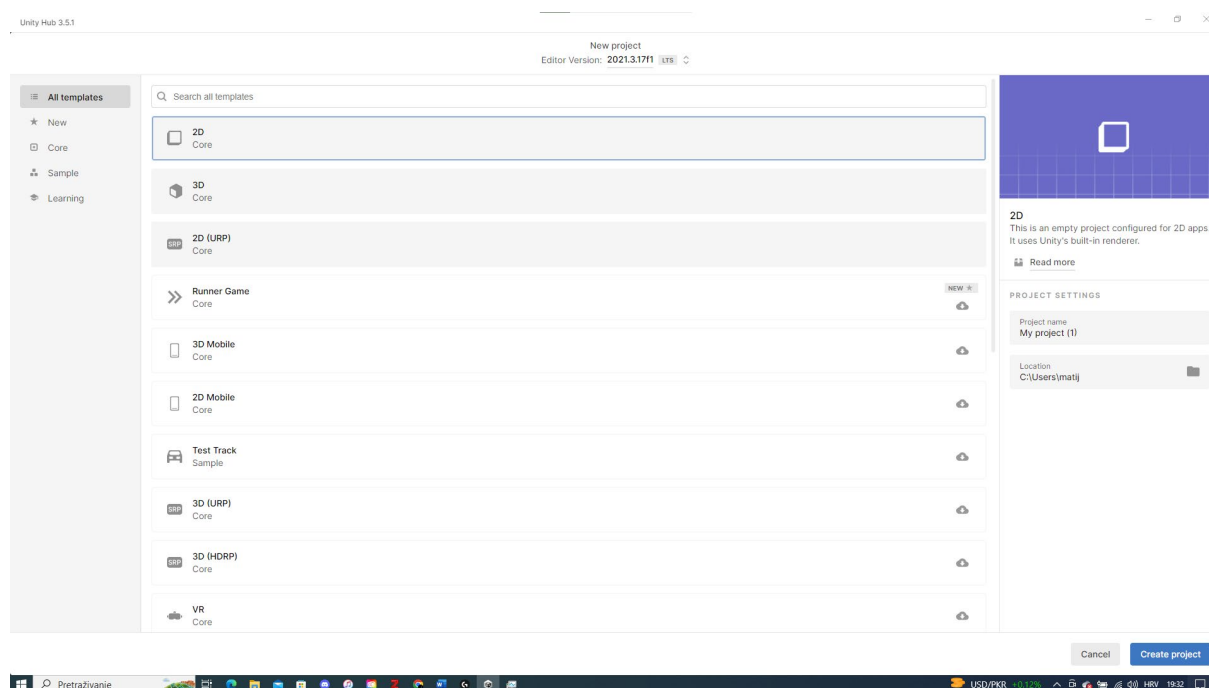 Unity Hub 3.5.1
New project
Editor Version: 2021.3.17f1 LTS
All templates
New
Core
Sample
Learning
Search all templates
2D
Core
3D
Core
SRP 2D (URP)
Core
Runner Game
Core
NEW
3D Mobile
Core
2D Mobile
Core
Test Track
Sample
SRP 3D (URP)
Core
SRP 3D (HDRP)
Core
VR
Core
2D
This is an empty project configured for 2D apps
It uses Unity's built-in renderer.
Read more
PROJECT SETTINGS
Project name
My project (1)
Location
C:\Users\matij
Cancel
Create project
Pretraživanje
USD/PKR +0.12%
HRV 19:32